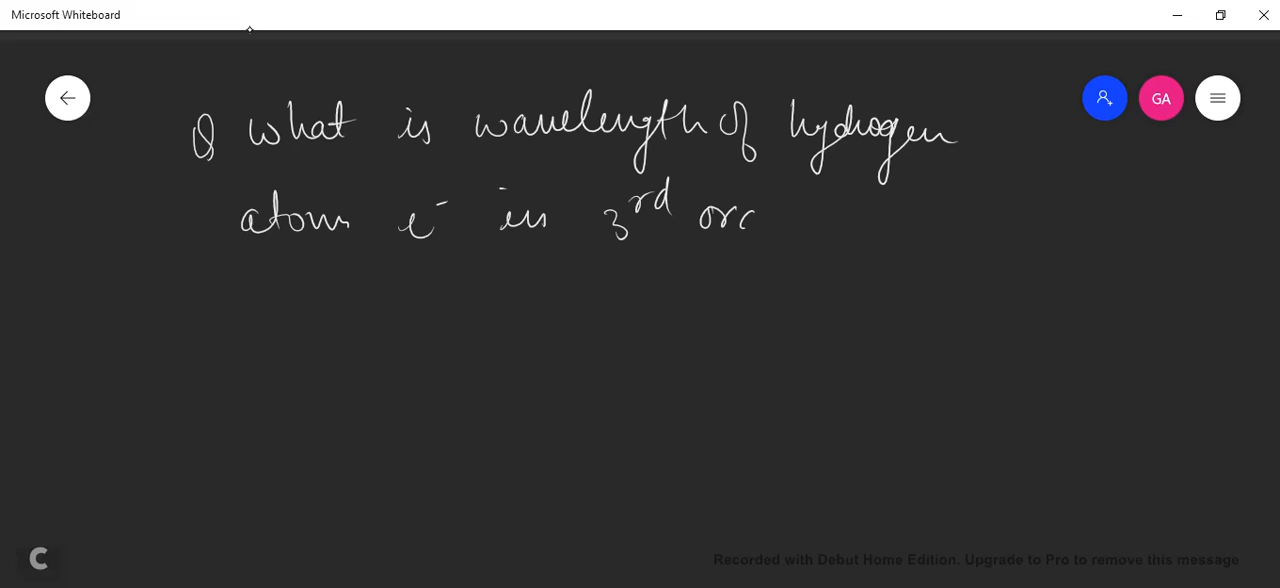 Microsoft Whiteboard
GA
Q what is wavelength of hydrogen
atom e⁻ in 3rd orc
C
Recorded with Debut Home Edition. Upgrade to Pro to remove this message